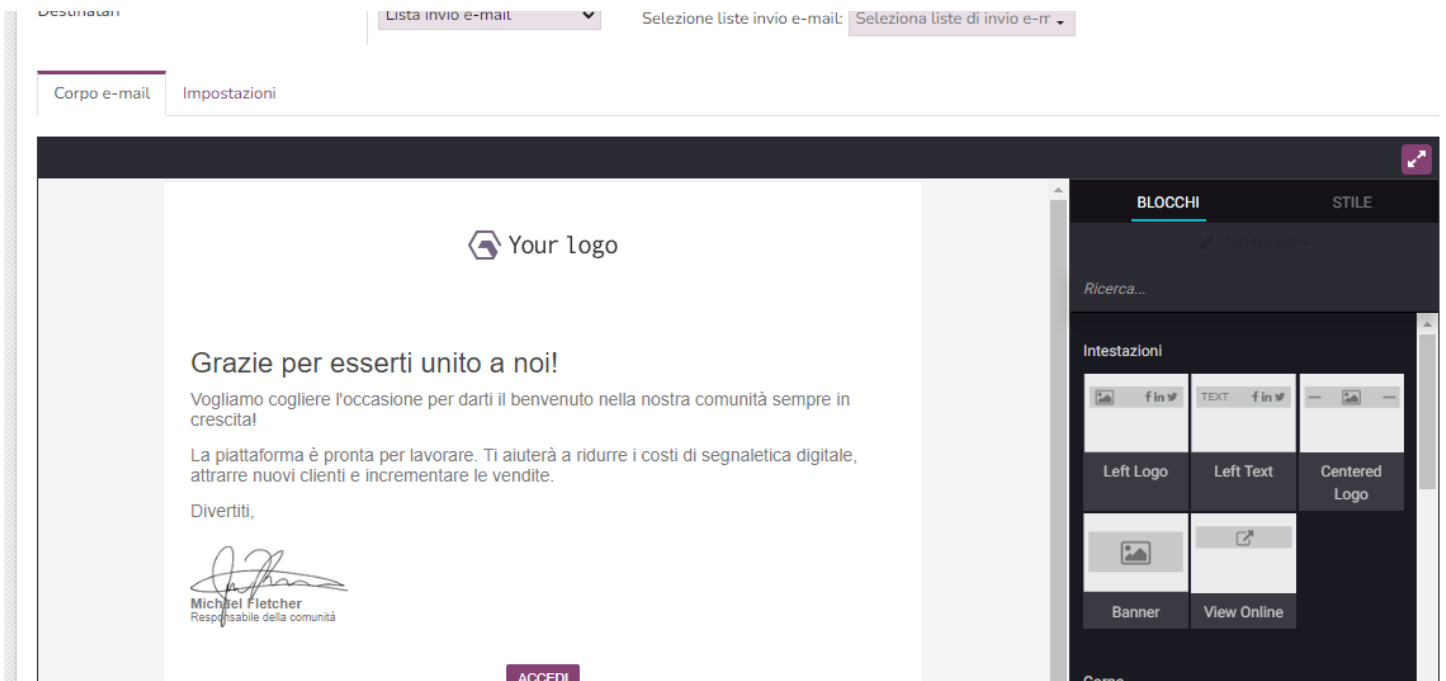 Destinatari
Lista invio e-mail
Selezione liste invio e-mail: Seleziona liste di invio e-m
Corpo e-mail
Impostazioni
BLOCCHI
STILE
Cambia stile
Ricerca...
Your logo
Grazie per esserti unito a noi!
Vogliamo cogliere l'occasione per darti il benvenuto nella nostra comunità sempre in
crescita!
La piattaforma è pronta per lavorare. Ti aiuterà a ridurre i costi di segnaletica digitale,
attrarre nuovi clienti e incrementare le vendite.
Divertiti,
Michael Fletcher
Responsabile della comunità
ACCEDI
Intestazioni
TEXT
Left Logo
Left Text
Centered
Logo
Banner
View Online
Corpo